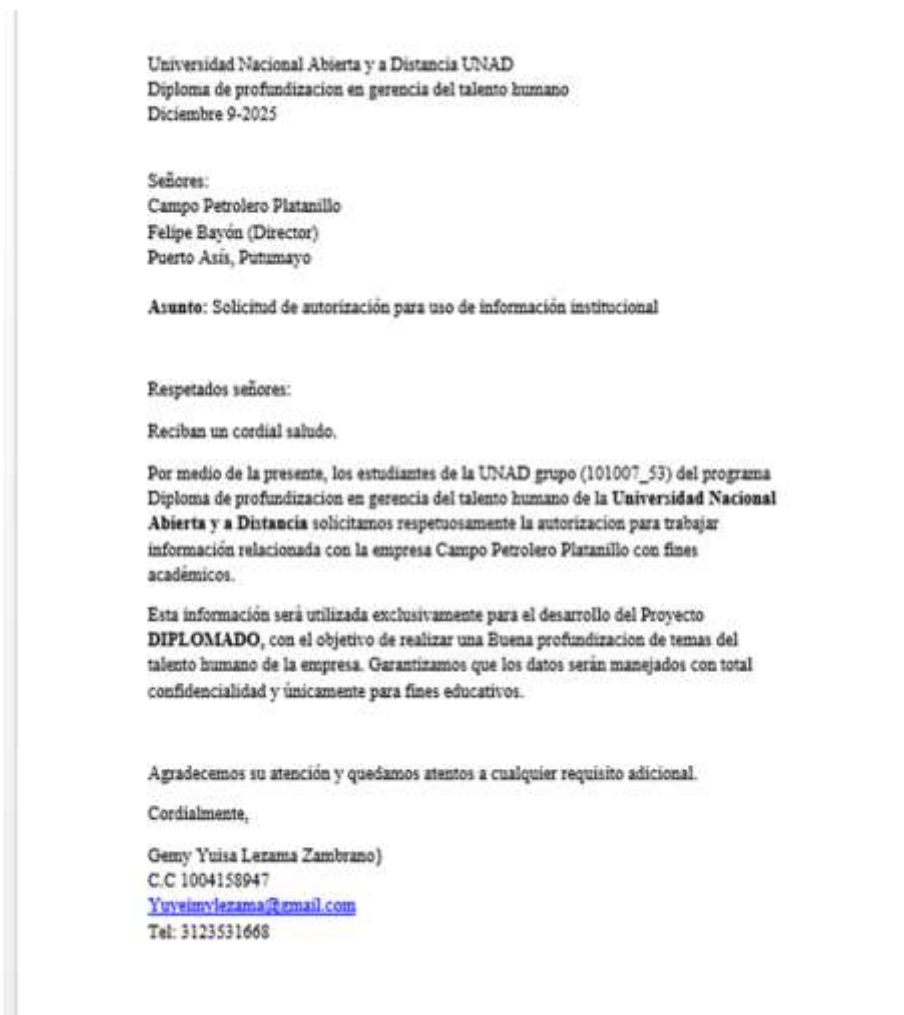 Universidad Nacional Abierta y a Distancia UNAD
Diploma de profundizacion en gerencia del talento humano
Diciembre 9-2025
Señores:
Campo Petrolero Platanillo
Felipe Bayón (Director)
Puerto Asís, Putumayo
Asunto: Solicitud de autorización para uso de información institucional
Respetados señores:
Reciban un cordial saludo.
Por medio de la presente, los estudiantes de la UNAD grupo (101007_53) del programa
Diploma de profundizacion en gerencia del talento humano de la Universidad Nacional
Abierta y a Distancia solicitamos respetuosamente la autorizacion para trabajar
información relacionada con la empresa Campo Petrolero Platanillo con fines
académicos.
Esta información será utilizada exclusivamente para el desarrollo del Proyecto
DIPLOMADO, con el objetivo de realizar una Buena profundizacion de temas del
talento humano de la empresa. Garantizamos que los datos serán manejados con total
confidencialidad y únicamente para fines educativos.
Agradecemos su atención y quedamos atentos a cualquier requisito adicional.
Cordialmente,
Gemy Yuisa Lezama Zambrano)
C.C 1004158947
Yuyeimylezama@gmail.com
Tel: 3123531668